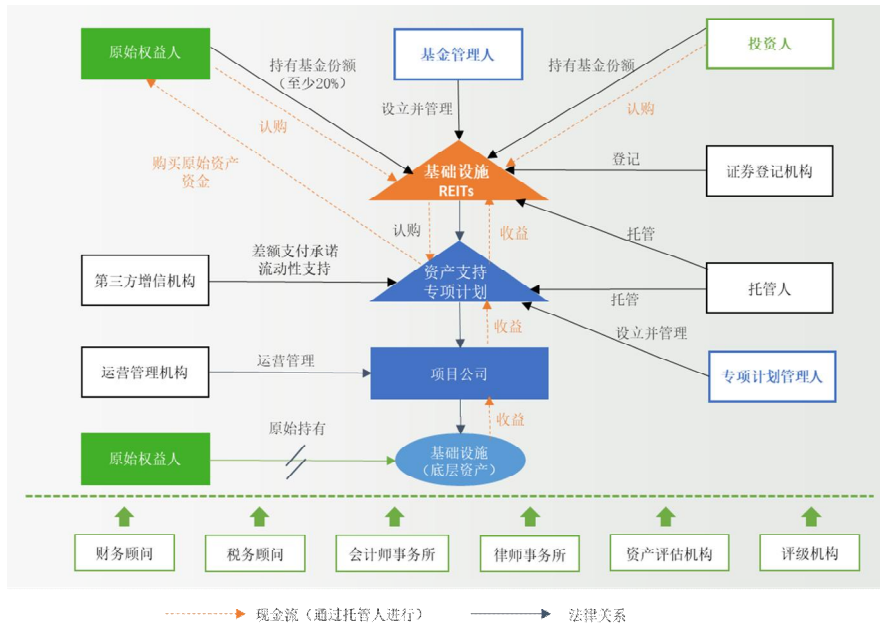 原始权益人
持有基金份额
（至少20%）
基金管理人
持有基金份额
投资人
设立并管理
认购
认购
购买原始资产
资金
基础设施
REITs
登记
证券登记机构
认购
收益
托管
差额支付承诺
流动性支持
第三方增信机构
资产支持
专项计划
托管
托管人
收益
设立并管理
运营管理机构
运营管理
项目公司
专项计划管理人
收益
原始持有
原始权益人
基础设施
（底层资产）
财务顾问
税务顾问
会计师事务所
律师事务所
资产评估机构
评级机构
现金流（通过托管人进行）
法律关系